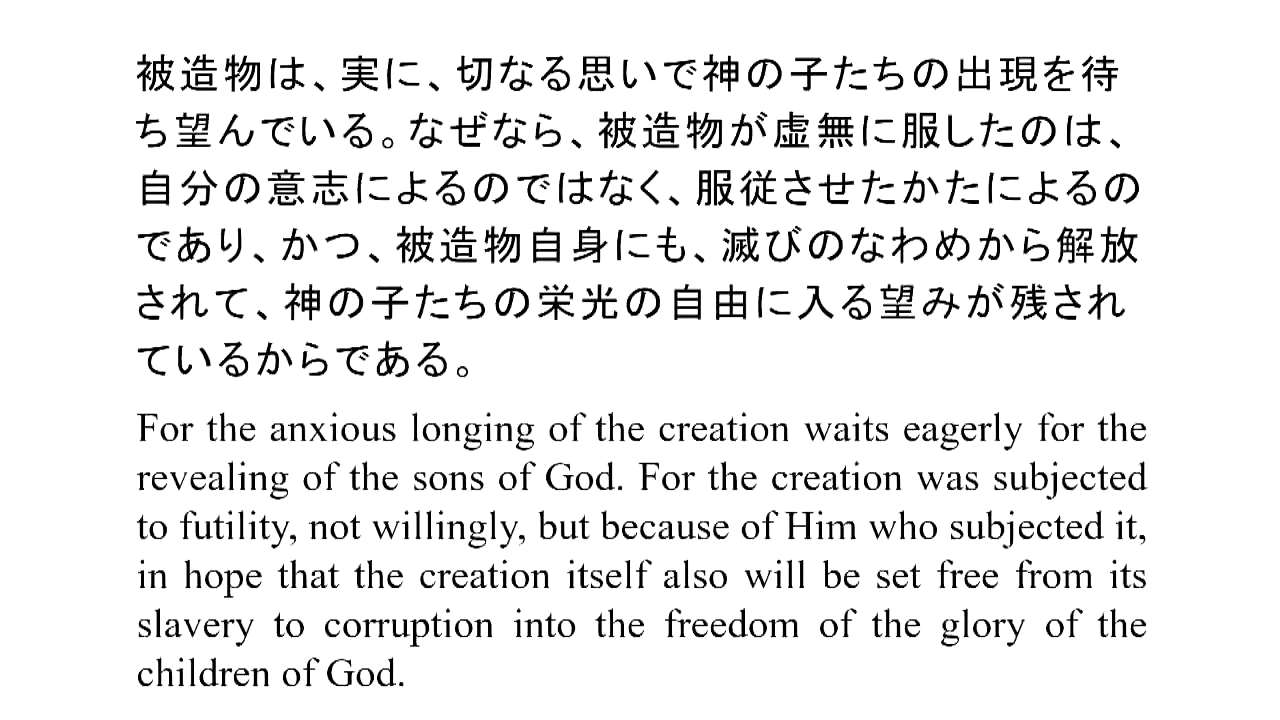 被造物は、実に、切なる思いで神の子たちの出現を待
ち望んでいる。なぜなら、被造物が虚無に服したのは、
自分の意志によるのではなく、服従させたかたによるの
であり、かつ、被造物自身にも、滅びのなわめから解放
されて、神の子たちの栄光の自由に入る望みが残され
ているからである。
For the anxious longing of the creation waits eagerly for the
revealing of the sons of God. For the creation was subjected
to futility, not willingly, but because of Him who subjected it,
in hope that the creation itself also will be set free from its
slavery to corruption into the freedom of the glory of the
children of God.